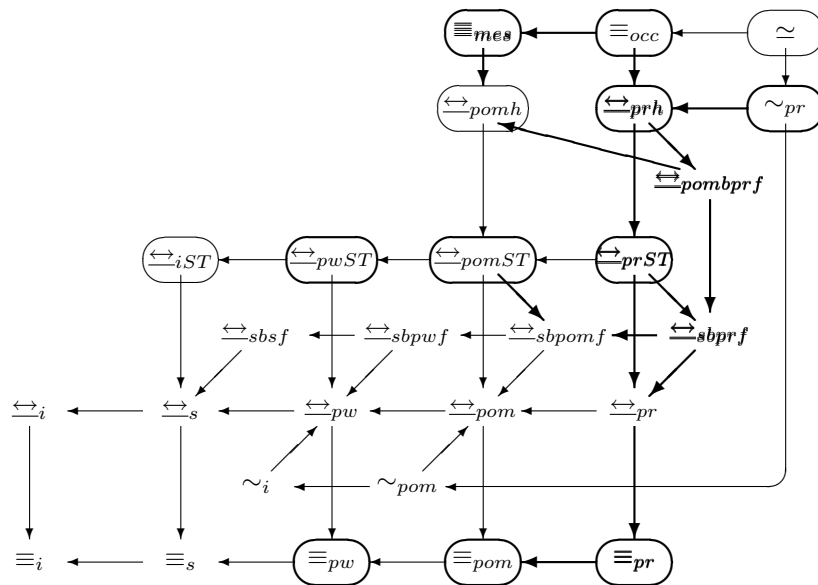 ≣mes ≡occ ≃
↔pomh ↔prh ∼pr
↔pombprf
↔iST ↔pwST ↔pomST ↔prST
↔sbsf ↔sbpwf ↔sbpomf ↔sbprf
↔i ↔s ↔pw ↔pom ↔pr
∼i ∼pom
≡i ≡s ≡pw ≡pom ≡pr